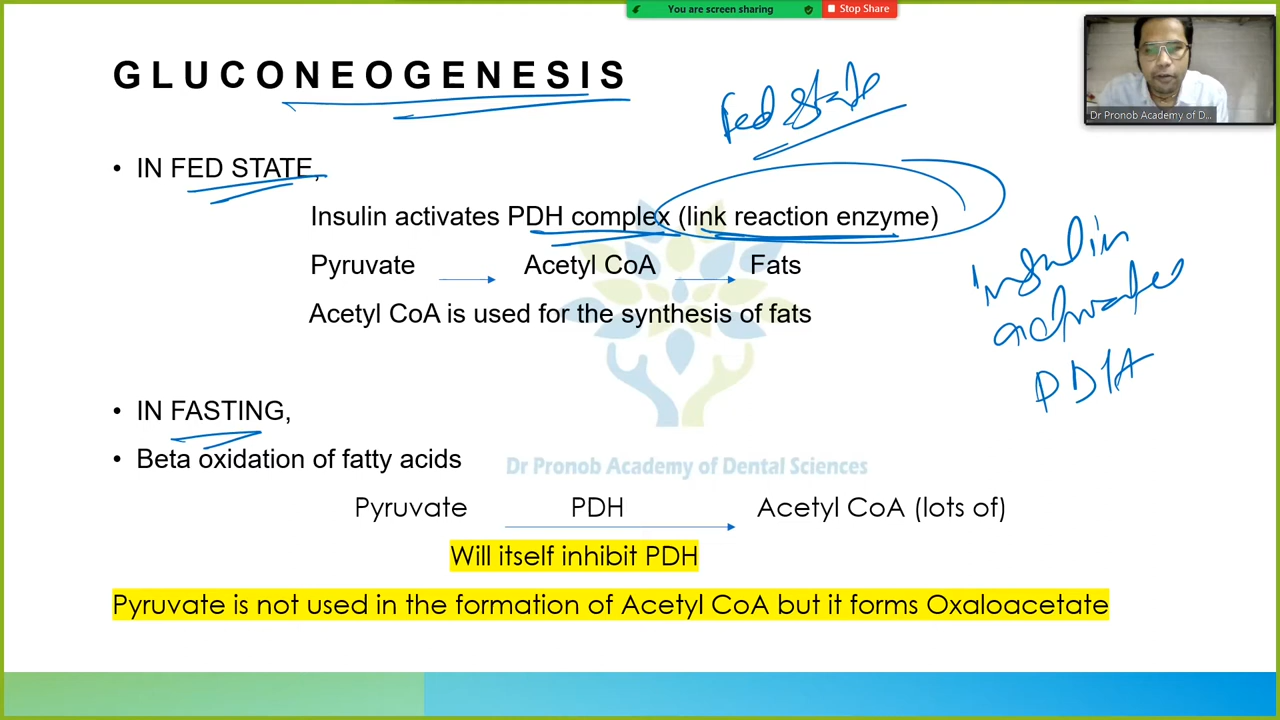 You are screen sharing
Stop Share
GLUCONEOGENESIS
Fed State
Dr Pronob Academy of D...
• IN FED STATE,
Insulin activates PDH complex (link reaction enzyme)
Pyruvate Acetyl CoA Fats
Acetyl CoA is used for the synthesis of fats
Insulin
activates
PDH
• IN FASTING,
• Beta oxidation of fatty acids
Dr Pronob Academy of Dental Sciences
Pyruvate PDH Acetyl CoA (lots of)
Will itself inhibit PDH
Pyruvate is not used in the formation of Acetyl CoA but it forms Oxaloacetate